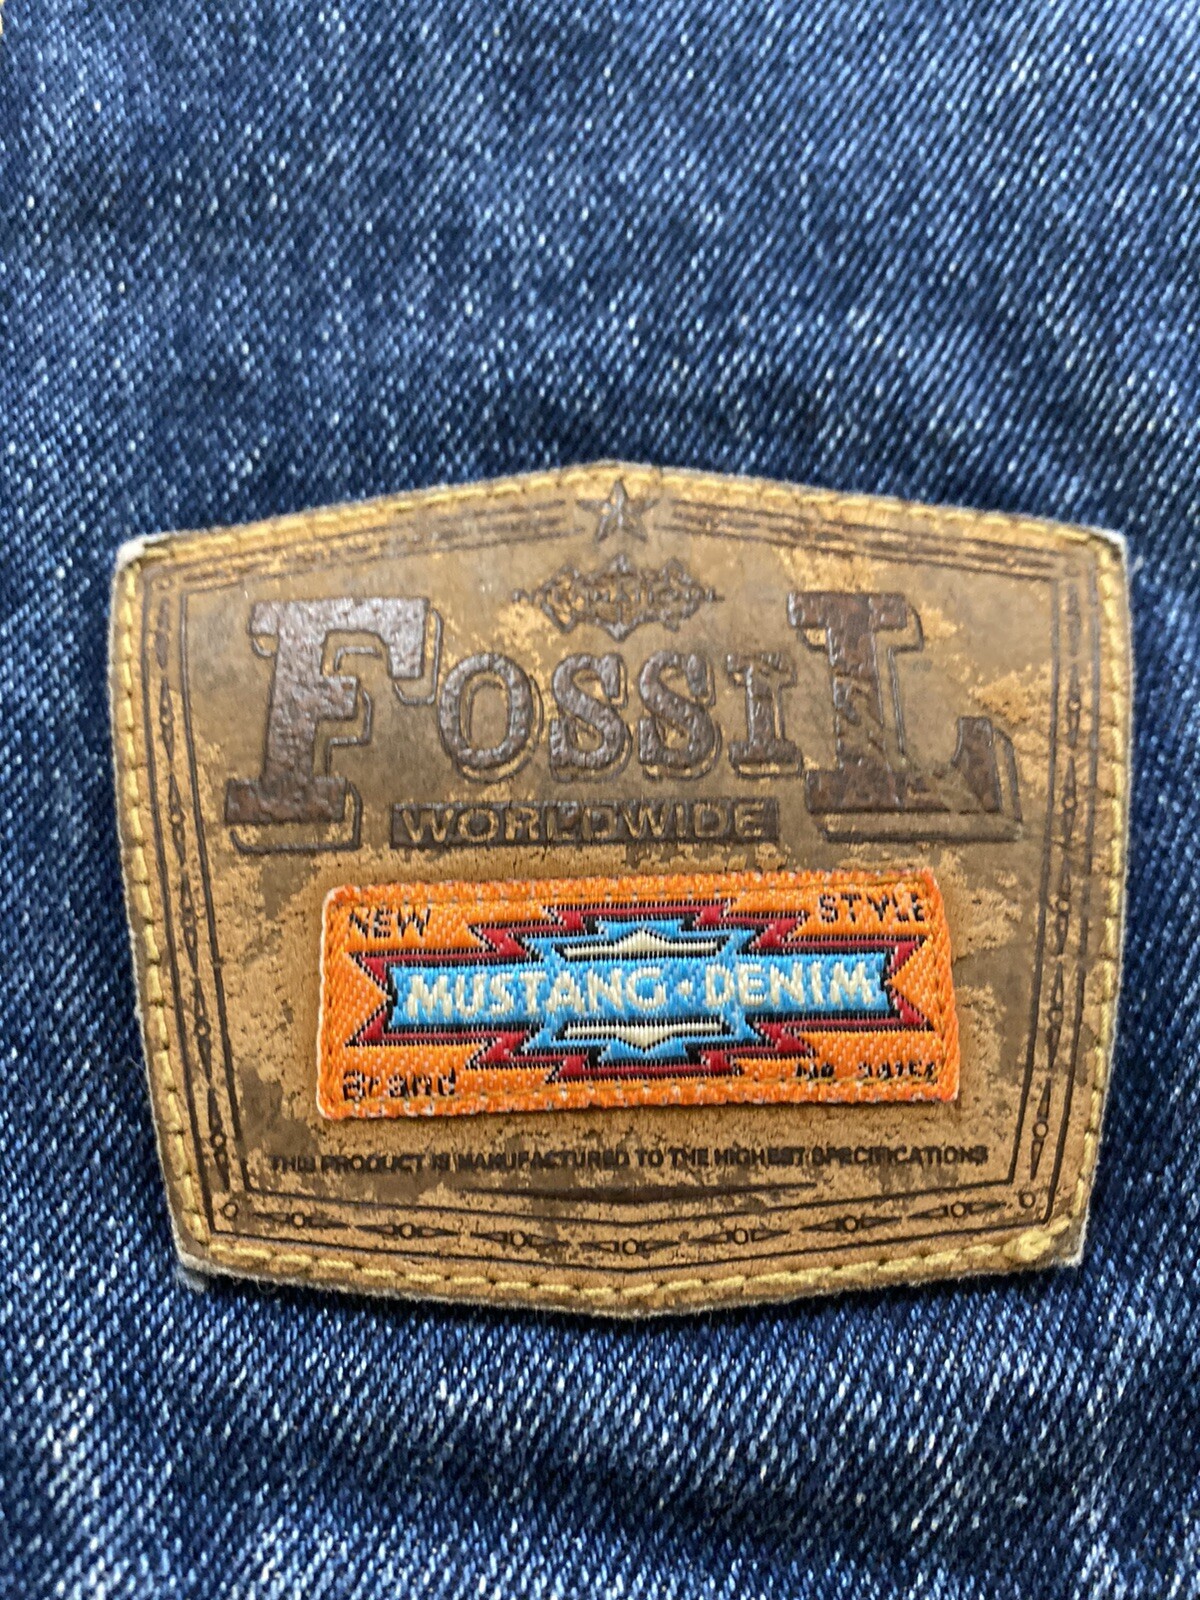 FOSSIL
WORLDWIDE
NEW STYLE
MUSTANG • DENIM
Brand
THIS PRODUCT IS MANUFACTURED TO THE HIGHEST SPECIFICATIONS